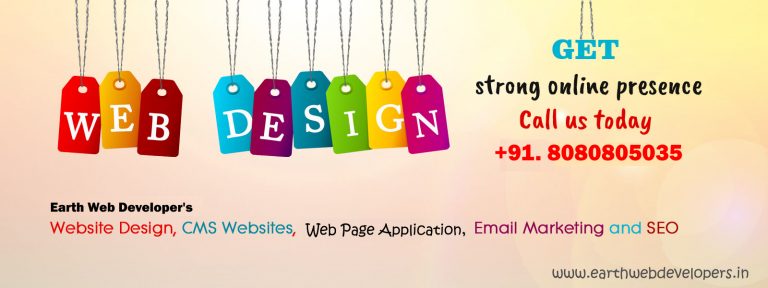 WEB DESIGN
GET
strong online presence
Call us today
+91. 8080805035
Earth Web Developer's
Website Design, CMS Websites, Web Page Application, Email Marketing and SEO
www.earthwebdevelopers.in